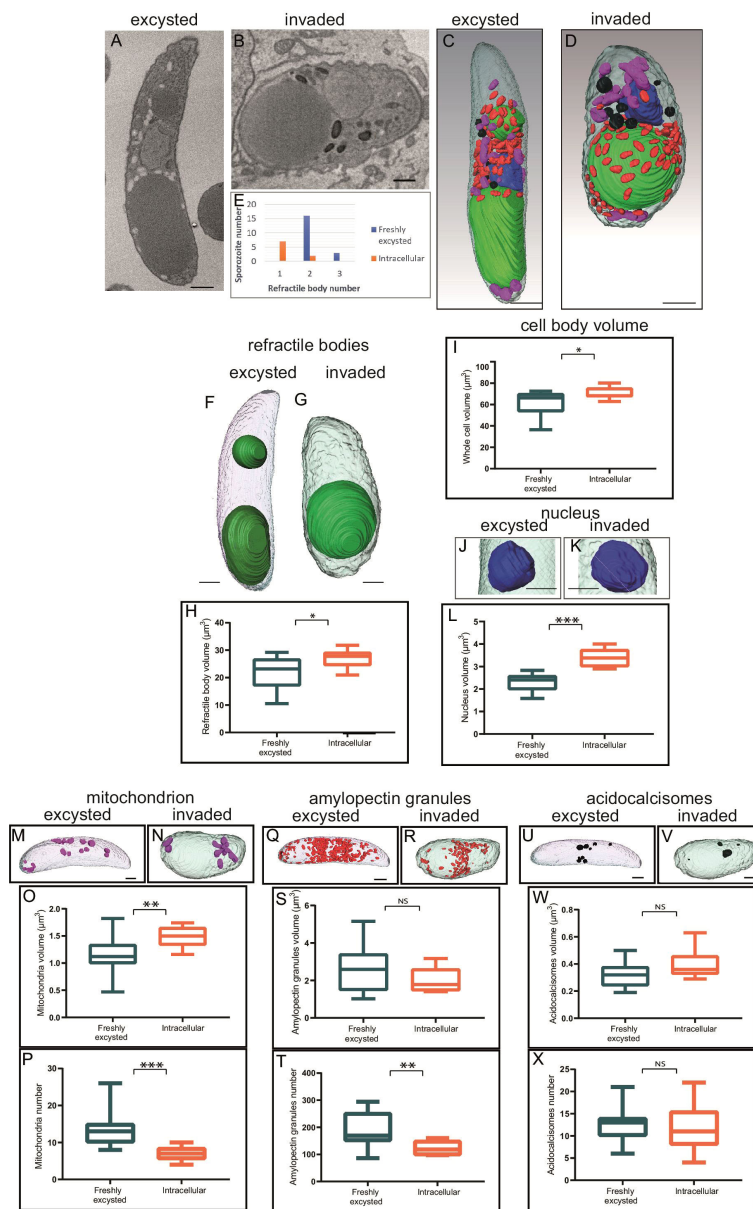 excysted
invaded
excysted
invaded
A
B
C
D
E
20
15
10
5
0
Sporozoite number
1
2
3
Refractile body number
Freshly
excysted
Intracellular
refractile bodies
excysted
invaded
F
G
H
40
30
20
10
0
Refractile body volume (µm³)
*
Freshly
excysted
Intracellular
cell body volume
I
100
80
60
40
20
0
Whole cell volume (µm³)
*
Freshly
excysted
Intracellular
nucleus
excysted
invaded
J
K
L
5
4
3
2
1
0
Nucleus volume (µm³)
***
Freshly
excysted
Intracellular
mitochondrion
excysted
invaded
M
N
O
2.0
1.5
1.0
0.5
0.0
Mitochondria volume (µm³)
**
Freshly
excysted
Intracellular
P
30
20
10
0
Mitochondria number
***
Freshly
excysted
Intracellular
amylopectin granules
excysted
invaded
Q
R
S
6
4
2
0
Amylopectin granules volume (µm³)
NS
Freshly
excysted
Intracellular
T
400
300
200
100
0
Amylopectin granules number
**
Freshly
excysted
Intracellular
acidocalcisomes
excysted
invaded
U
V
W
0.8
0.6
0.4
0.2
0.0
Acidocalcisomes volume (µm³)
NS
Freshly
excysted
Intracellular
X
25
20
15
10
5
0
Acidocalcisomes number
NS
Freshly
excysted
Intracellular